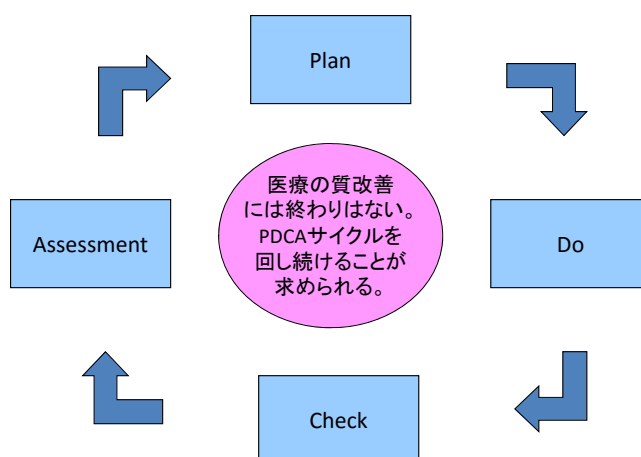 Plan
医療の質改善
には終わりはない。
PDCAサイクルを
回し続けることが
求められる。
Assessment
Do
Check